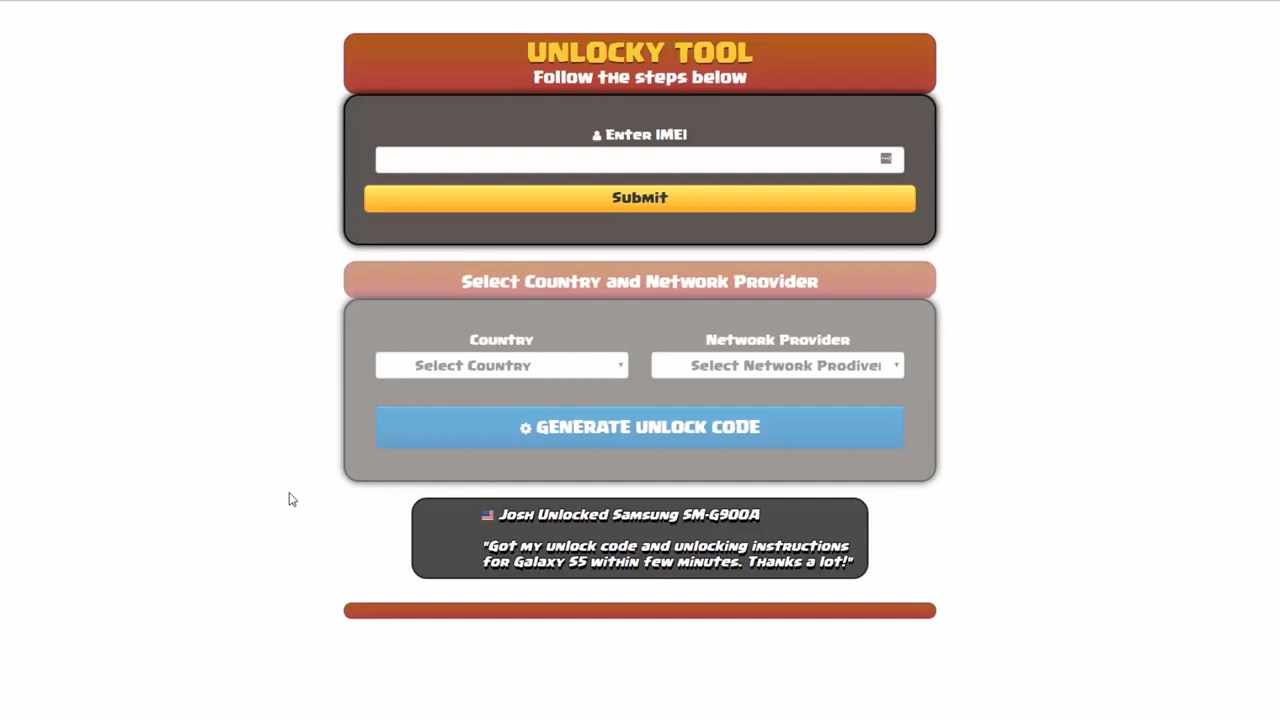 UNLOCKY TOOL
Follow the steps below
Enter IMEI
Submit
Select Country and Network Provider
Country
Network Provider
Select Country
Select Network Prodiver
GENERATE UNLOCK CODE
Josh Unlocked Samsung SM-G900A
"Got my unlock code and unlocking instructions
for Galaxy S5 within few minutes. Thanks a lot!"